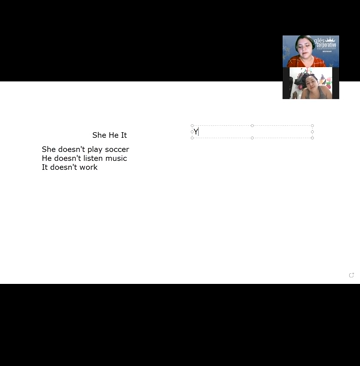 She He It
She doesn't play soccer
He doesn't listen music
It doesn't work
Y